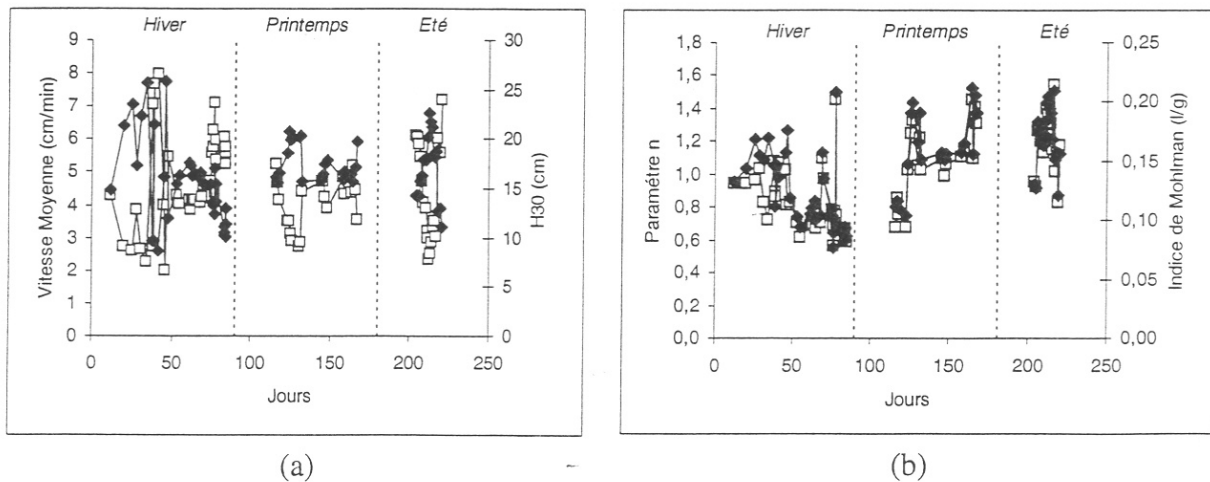 Hiver Printemps Eté
9
8
7
6
5
4
3
2
1
0
30
25
20
15
10
5
0
Vitesse Moyenne (cm/min)
H30 (cm)
0 50 100 150 200 250
Jours
(a)
Hiver Printemps Eté
1,8
1,6
1,4
1,2
1,0
0,8
0,6
0,4
0,2
0,0
0,25
0,20
0,15
0,10
0,05
0,00
Paramétre n
Indice de Mohlman (l/g)
0 50 100 150 200 250
Jours
(b)